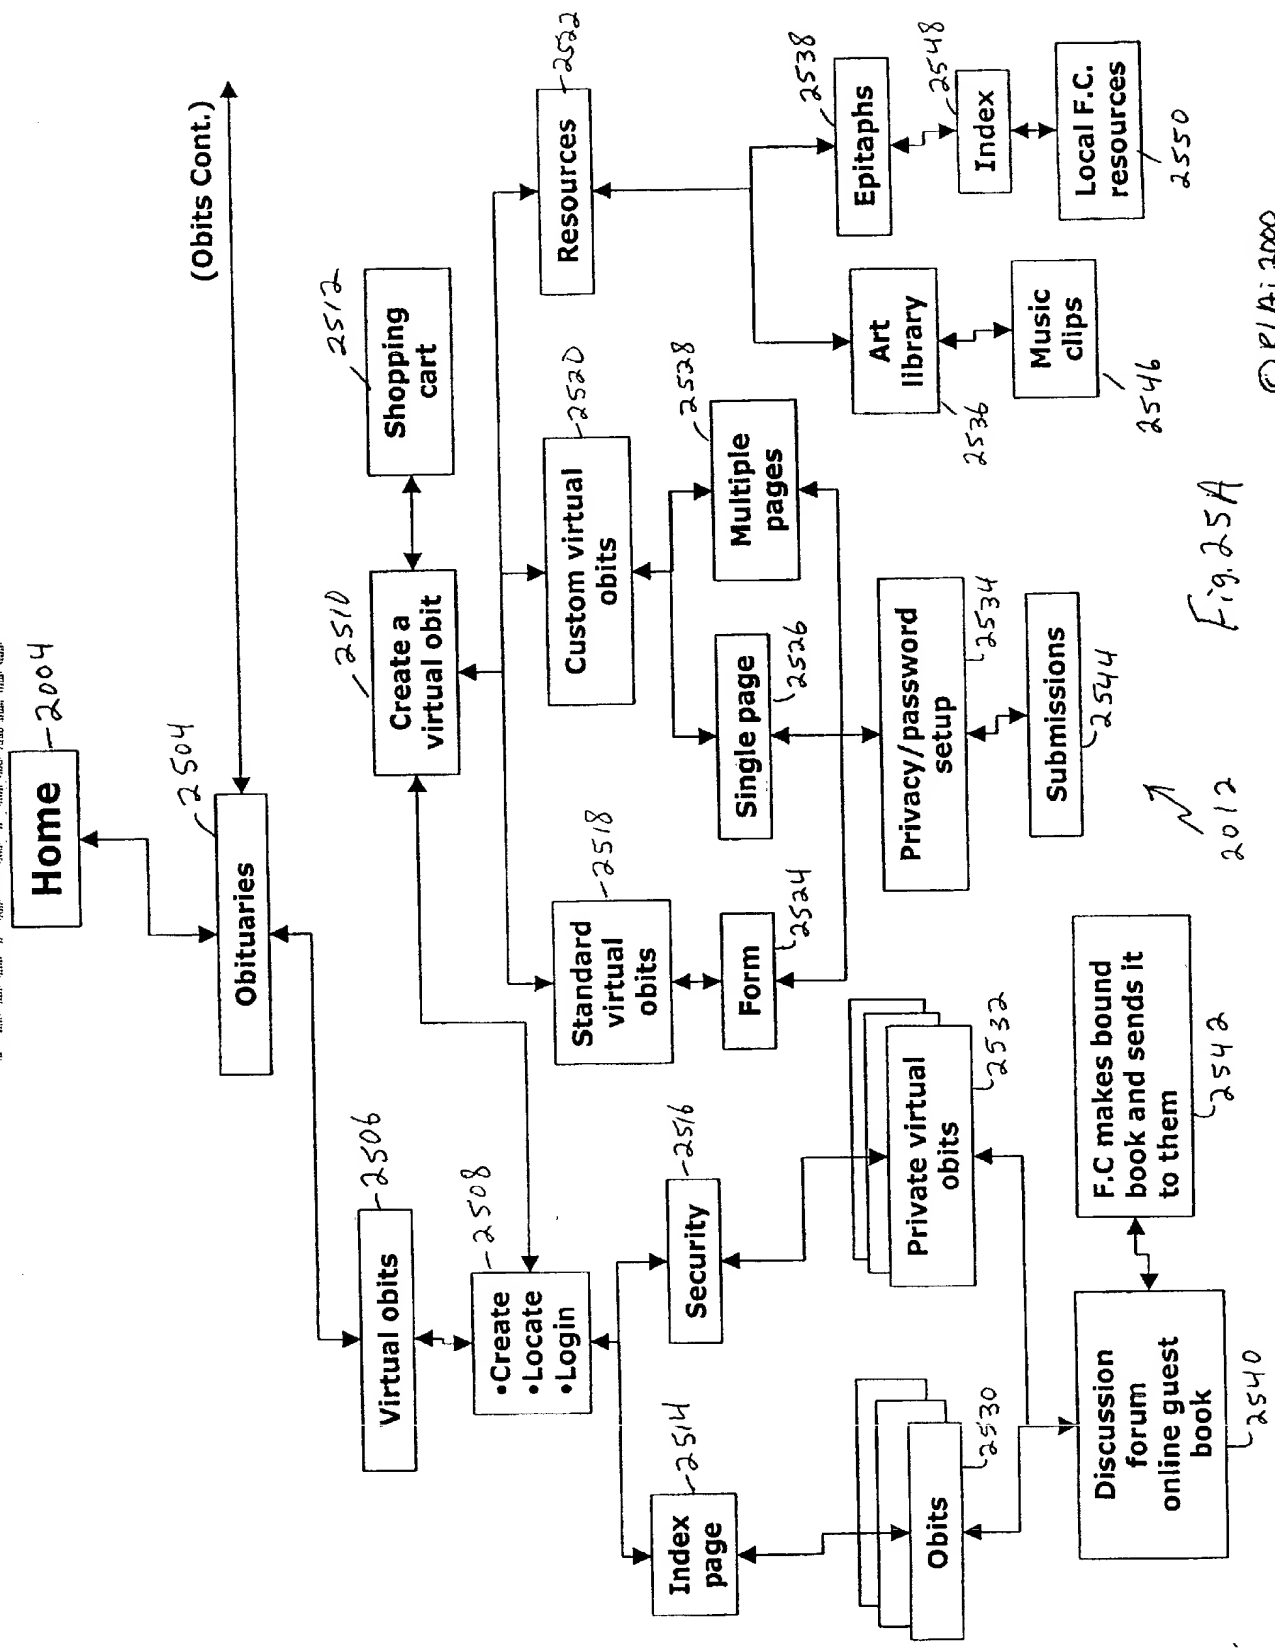 Home
2004
(Obits Cont.)
Obituaries
2504
Virtual obits
2506
•Create
•Locate
•Login
2508
Create a
virtual obit
2510
Shopping
cart
2512
Index
page
2514
Security
2516
Standard
virtual
obits
2518
Custom virtual
obits
2520
Resources
2522
Form
2524
Single page
2526
Multiple
pages
2528
Obits
2530
Private virtual
obits
2532
Privacy/password
setup
2534
Art
library
2536
Epitaphs
2538
Discussion
forum
online guest
book
2540
F.C makes bound
book and sends it
to them
2542
Submissions
2544
Music
clips
2546
Index
2548
Local F.C.
resources
2550
2012
Fig. 25A
2000